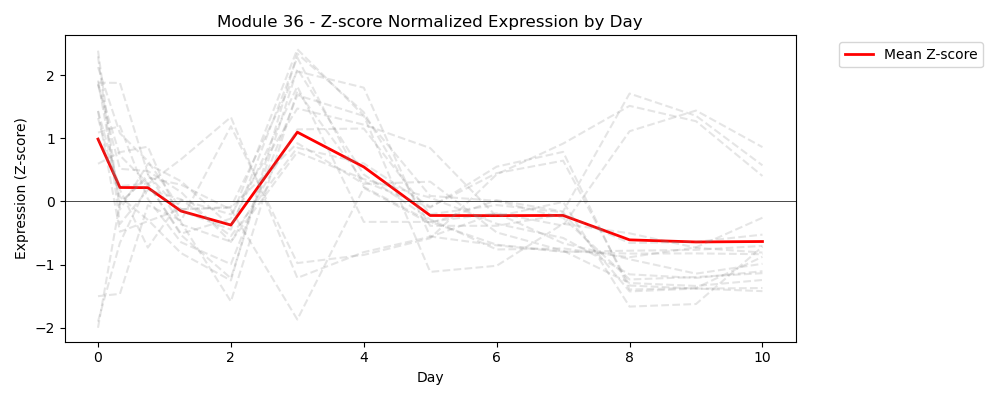 Module 36 - Z-score Normalized Expression by Day
Mean Z-score
Expression (Z-score)
2
1
0
−1
−2
0 2 4 6 8 10
Day